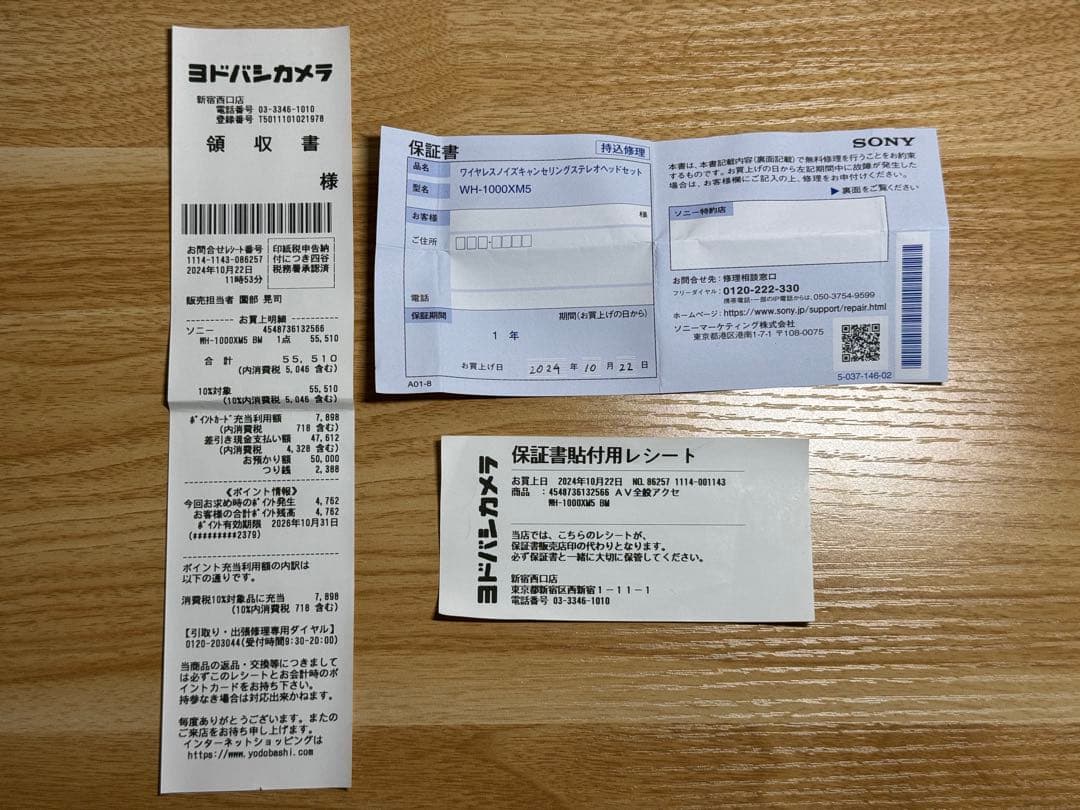 ヨドバシカメラ
新宿西口店
電話番号 03-3346-1010
登録番号 T5011101021978
領 収 書
様
お問合せﾚｼｰﾄ番号
1114-1143-086257
2024年10月22日
11時53分
印紙税申告納
付につき四谷
税務署承認済
販売担当者 園部 晃司
お買上明細
ソニー 4548736132566
WH-1000XM5 BM 1点 55,510
合 計 55,510
(内消費税 5,046 含む)
10%対象 55,510
(10%内消費税 5,046 含む)
ﾎﾟｲﾝﾄｶｰﾄﾞ充当利用額 7,898
(内消費税 718 含む)
差引き現金支払い額 47,612
(内消費税 4,328 含む)
お預かり額 50,000
つり銭 2,388
《ポイント情報》
今回お求め時のﾎﾟｲﾝﾄ発生 4,762
お客様の合計ﾎﾟｲﾝﾄ残高 4,762
ﾎﾟｲﾝﾄ有効期限 2026年10月31日
(*********2379)
ポイント充当利用額の内訳は
以下の通りです。
消費税10%対象品に充当 7,898
(10%内消費税 718 含む)
【引取り・出張修理専用ダイヤル】
0120-203044(受付時間9:30-20:00)
当商品の返品・交換等につきまして
は必ずこのレシートとお会計時のポ
イントカードをお持ち下さい。
持参なき場合は対応出来かねます。
毎度ありがとうございます。またの
ご来店をお待ち申し上げます。
インターネットショッピングは
https://www.yodobashi.com
保証書
持込修理
品名 ワイヤレスノイズキャンセリングステレオヘッドセット
型名 WH-1000XM5
お客様 様
ご住所
電話
保証期間 期間(お買上げの日から)
1 年
お買上げ日 2024 年 10 月 22 日
A01-8
SONY
本書は、本書記載内容(裏面記載)で無料修理を行うことをお約束
するものです。お買上げの日から左記期間中に故障が発生した
場合は、お客様欄にご記入の上、修理をお申付けください。
▶裏面をご覧ください
ソニー特約店
お問合せ先：修理相談窓口
フリーダイヤル：0120-222-330
携帯電話・一部のIP電話からは、050-3754-9599
ホームページ：https://www.sony.jp/support/repair.html
ソニーマーケティング株式会社
東京都港区港南1-7-1 〒108-0075
5-037-146-02
ヨドバシカメラ
保証書貼付用レシート
お買上日 2024年10月22日 NO.86257 1114-001143
商品 ：4548736132566 AV全般アクセ
WH-1000XM5 BM
当店では、こちらのレシートが、
保証書販売店印の代わりとなります。
必ず保証書と一緒に大切に保管してください。
新宿西口店
東京都新宿区西新宿1－11－1
電話番号 03-3346-1010